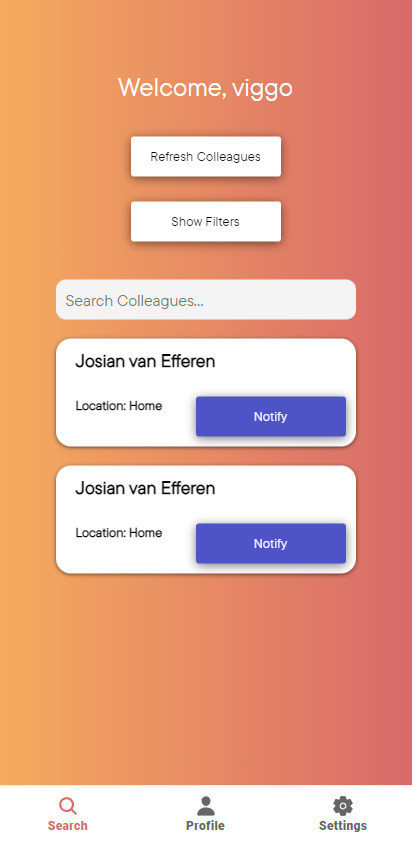 Welcome, viggo
Refresh Colleagues
Show Filters
Search Colleagues...
Josian van Efferen
Location: Home
Notify
Josian van Efferen
Location: Home
Notify
Search
Profile
Settings